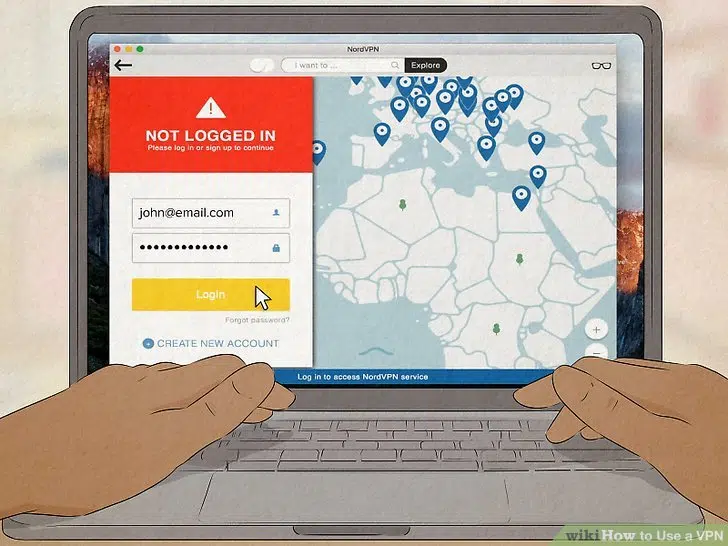 NordVPN
I want to ...
Explore
NOT LOGGED IN
Please log in or sign up to continue
john@email.com
•••••••••••••
Login
Forgot password?
CREATE NEW ACCOUNT
Log in to access NordVPN service
wikiHow to Use a VPN